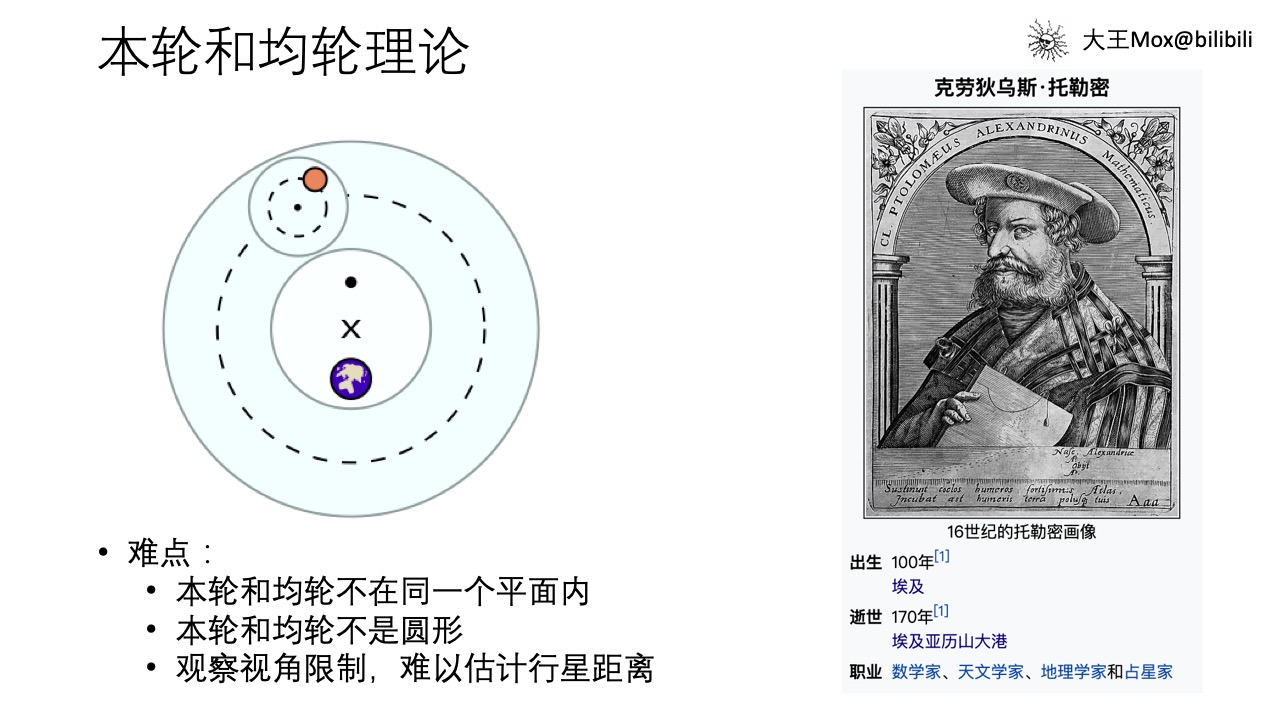 本轮和均轮理论
大王Mox@bilibili
x
• 难点：
• 本轮和均轮不在同一个平面内
• 本轮和均轮不是圆形
• 观察视角限制，难以估计行星距离
克劳狄乌斯·托勒密
CL. PTOLOMÆUS ALEXANDRINUS Mathematicus.
Nasc. Alexandriæ
Obyt
Sustinuit coelos humeros fortissimus Atlas,
Incubat ast humeris terra polusq tuis
Aaa
16世纪的托勒密画像
出生 100年[1]
埃及
逝世 170年[1]
埃及亚历山大港
职业 数学家、天文学家、地理学家和占星家